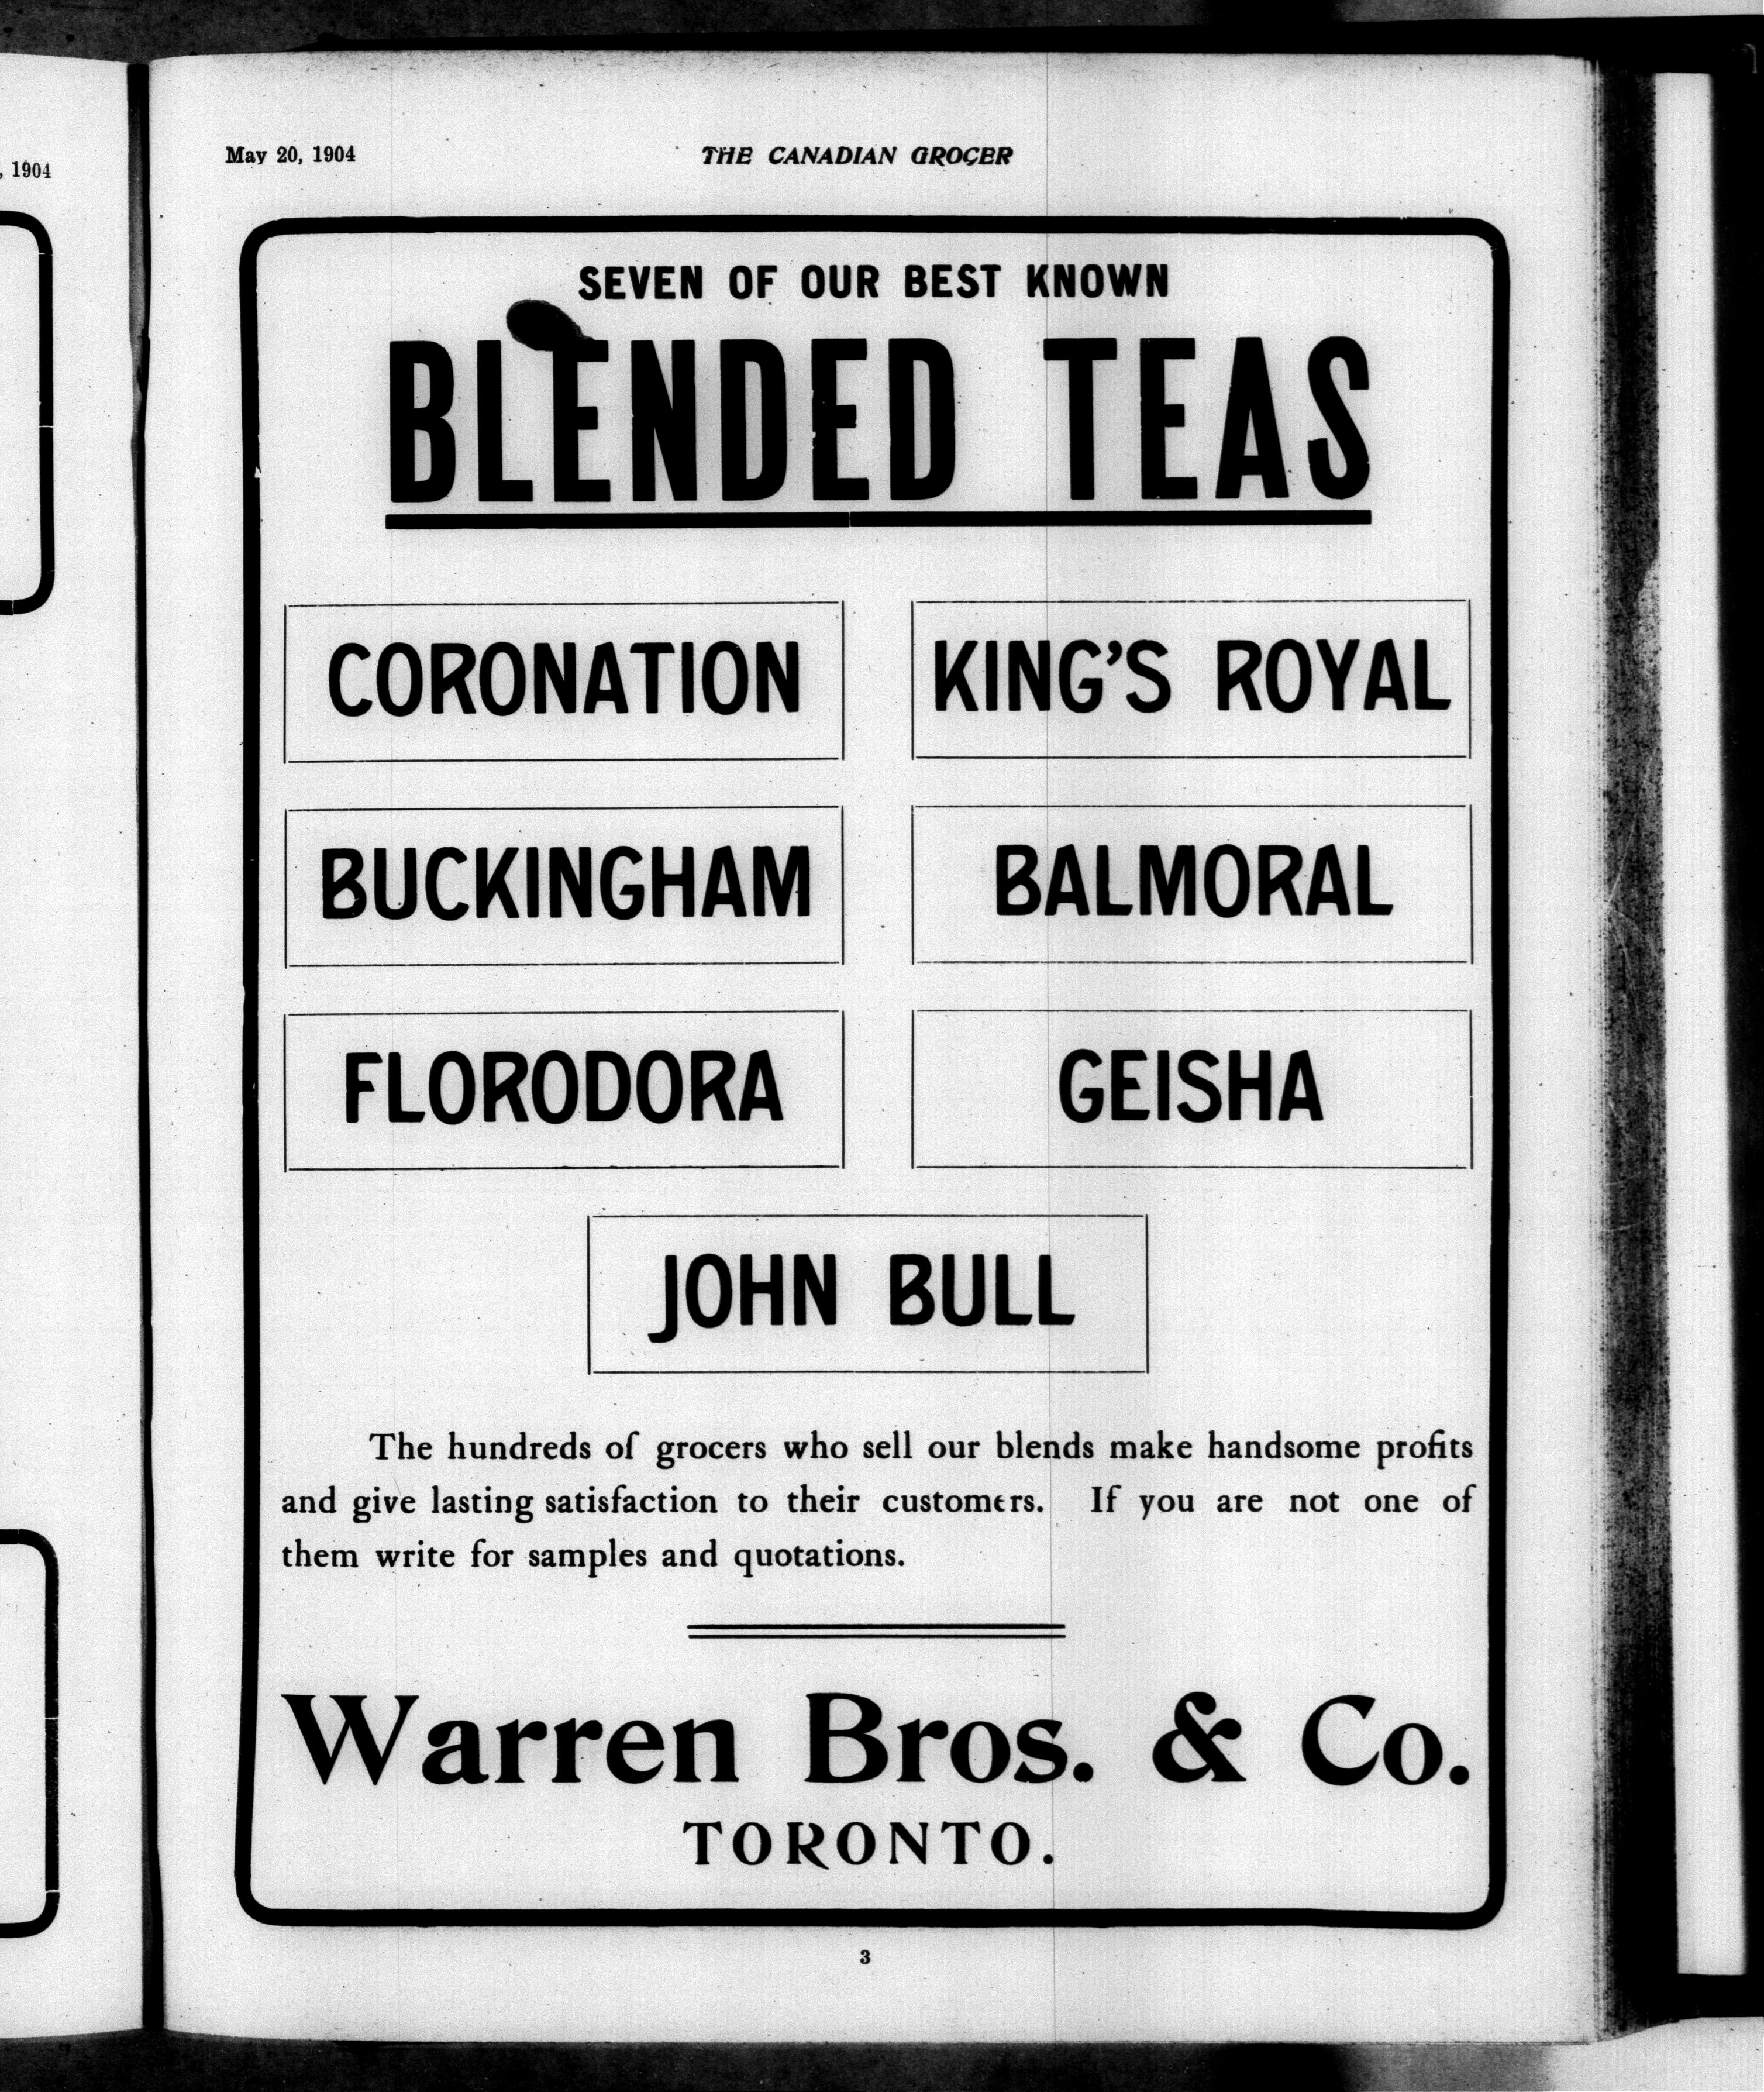 , 1904
May 20, 1904
THE CANADIAN GROCER
SEVEN OF OUR BEST KNOWN
BLENDED TEAS
CORONATION
KING'S ROYAL
BUCKINGHAM
BALMORAL
FLORODORA
GEISHA
JOHN BULL
The hundreds of grocers who sell our blends make handsome profits
and give lasting satisfaction to their customers. If you are not one of
them write for samples and quotations.
Warren Bros. & Co.
TORONTO.
3